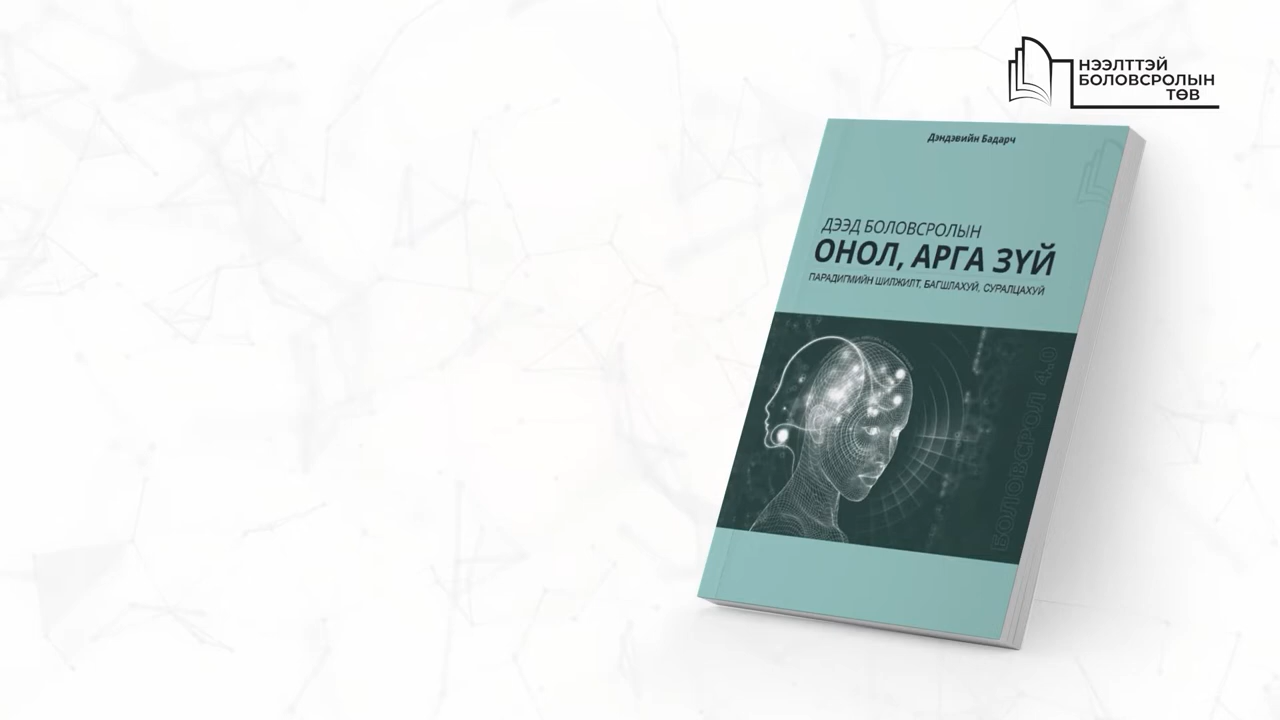 НЭЭЛТТЭЙ
БОЛОВСРОЛЫН
ТӨВ
Дэндэвийн Бадарч
ДЭЭД БОЛОВСРОЛЫН
ОНОЛ, АРГА ЗҮЙ
ПАРАДИГМИЙН ШИЛЖИЛТ, БАГШЛАХУЙ, СУРАЛЦАХУЙ
БОЛОВСРОЛ 4.0